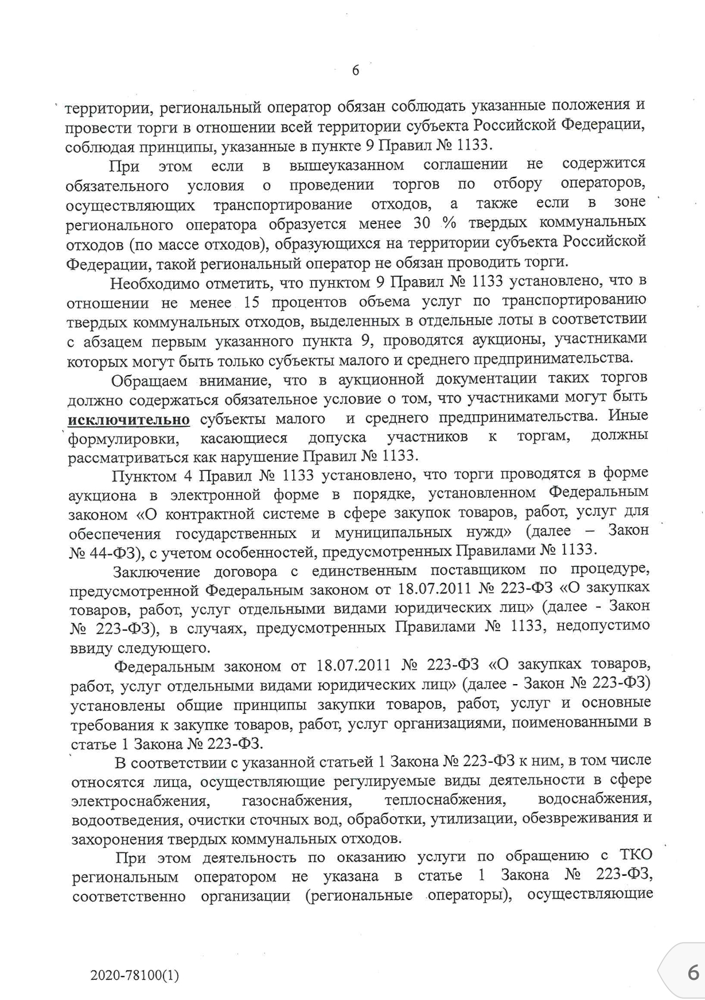 6
территории, региональный оператор обязан соблюдать указанные положения и
провести торги в отношении всей территории субъекта Российской Федерации,
соблюдая принципы, указанные в пункте 9 Правил № 1133.
При этом если в вышеуказанном соглашении не содержится
обязательного условия о проведении торгов по отбору операторов,
осуществляющих транспортирование отходов, а также если в зоне
регионального оператора образуется менее 30 % твердых коммунальных
отходов (по массе отходов), образующихся на территории субъекта Российской
Федерации, такой региональный оператор не обязан проводить торги.
Необходимо отметить, что пунктом 9 Правил № 1133 установлено, что в
отношении не менее 15 процентов объема услуг по транспортированию
твердых коммунальных отходов, выделенных в отдельные лоты в соответствии
с абзацем первым указанного пункта 9, проводятся аукционы, участниками
которых могут быть только субъекты малого и среднего предпринимательства.
Обращаем внимание, что в аукционной документации таких торгов
должно содержаться обязательное условие о том, что участниками могут быть
исключительно субъекты малого и среднего предпринимательства. Иные
формулировки, касающиеся допуска участников к торгам, должны
рассматриваться как нарушение Правил № 1133.
Пунктом 4 Правил № 1133 установлено, что торги проводятся в форме
аукциона в электронной форме в порядке, установленном Федеральным
законом «О контрактной системе в сфере закупок товаров, работ, услуг для
обеспечения государственных и муниципальных нужд» (далее – Закон
№ 44-ФЗ), с учетом особенностей, предусмотренных Правилами № 1133.
Заключение договора с единственным поставщиком по процедуре,
предусмотренной Федеральным законом от 18.07.2011 № 223-ФЗ «О закупках
товаров, работ, услуг отдельными видами юридических лиц» (далее - Закон
№ 223-ФЗ), в случаях, предусмотренных Правилами № 1133, недопустимо
ввиду следующего.
Федеральным законом от 18.07.2011 № 223-ФЗ «О закупках товаров,
работ, услуг отдельными видами юридических лиц» (далее - Закон № 223-ФЗ)
установлены общие принципы закупки товаров, работ, услуг и основные
требования к закупке товаров, работ, услуг организациями, поименованными в
статье 1 Закона № 223-ФЗ.
В соответствии с указанной статьей 1 Закона № 223-ФЗ к ним, в том числе
относятся лица, осуществляющие регулируемые виды деятельности в сфере
электроснабжения, газоснабжения, теплоснабжения, водоснабжения,
водоотведения, очистки сточных вод, обработки, утилизации, обезвреживания и
захоронения твердых коммунальных отходов.
При этом деятельность по оказанию услуги по обращению с ТКО
региональным оператором не указана в статье 1 Закона № 223-ФЗ,
соответственно организации (региональные операторы), осуществляющие
2020-78100(1)
6